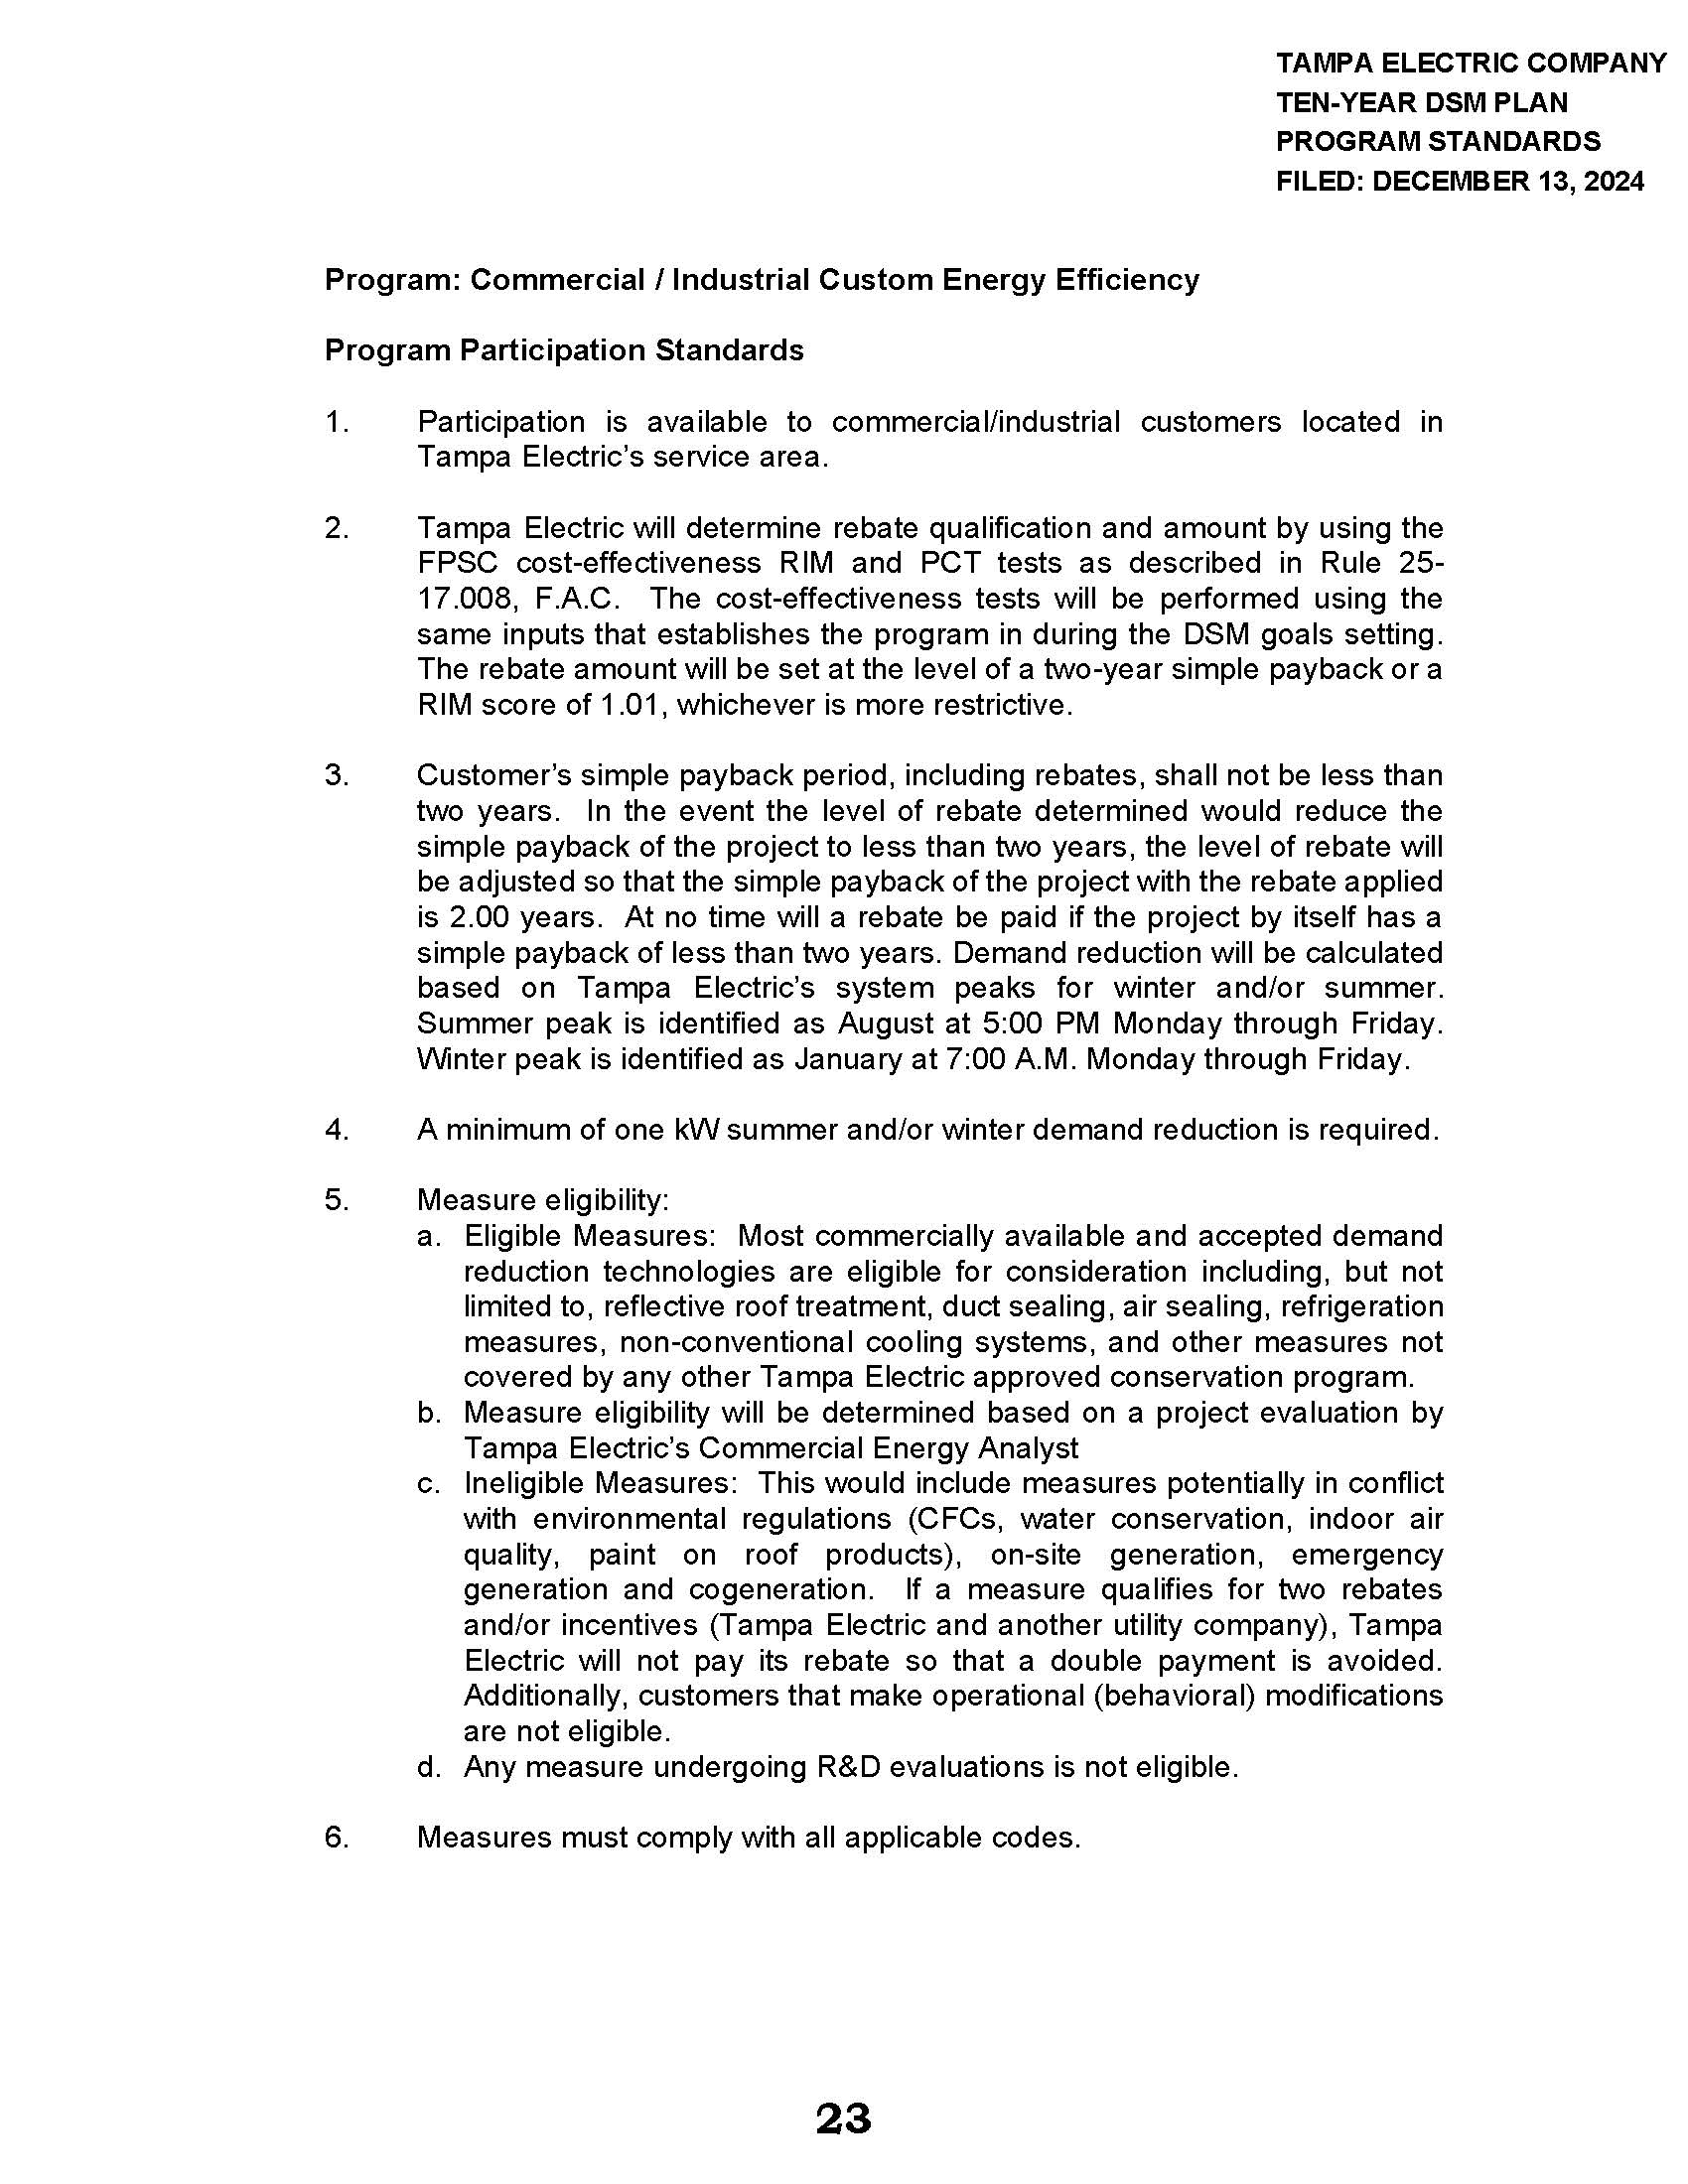 TAMPA ELECTRIC COMPANY
TEN-YEAR DSM PLAN
PROGRAM STANDARDS
FILED: DECEMBER 13, 2024
Program: Commercial / Industrial Custom Energy Efficiency
Program Participation Standards
1. Participation is available to commercial/industrial customers located in
Tampa Electric’s service area.
2. Tampa Electric will determine rebate qualification and amount by using the
FPSC cost-effectiveness RIM and PCT tests as described in Rule 25-
17.008, F.A.C. The cost-effectiveness tests will be performed using the
same inputs that establishes the program in during the DSM goals setting.
The rebate amount will be set at the level of a two-year simple payback or a
RIM score of 1.01, whichever is more restrictive.
3. Customer’s simple payback period, including rebates, shall not be less than
two years. In the event the level of rebate determined would reduce the
simple payback of the project to less than two years, the level of rebate will
be adjusted so that the simple payback of the project with the rebate applied
is 2.00 years. At no time will a rebate be paid if the project by itself has a
simple payback of less than two years. Demand reduction will be calculated
based on Tampa Electric’s system peaks for winter and/or summer.
Summer peak is identified as August at 5:00 PM Monday through Friday.
Winter peak is identified as January at 7:00 A.M. Monday through Friday.
4. A minimum of one kW summer and/or winter demand reduction is required.
5. Measure eligibility:
a. Eligible Measures: Most commercially available and accepted demand
reduction technologies are eligible for consideration including, but not
limited to, reflective roof treatment, duct sealing, air sealing, refrigeration
measures, non-conventional cooling systems, and other measures not
covered by any other Tampa Electric approved conservation program.
b. Measure eligibility will be determined based on a project evaluation by
Tampa Electric’s Commercial Energy Analyst
c. Ineligible Measures: This would include measures potentially in conflict
with environmental regulations (CFCs, water conservation, indoor air
quality, paint on roof products), on-site generation, emergency
generation and cogeneration. If a measure qualifies for two rebates
and/or incentives (Tampa Electric and another utility company), Tampa
Electric will not pay its rebate so that a double payment is avoided.
Additionally, customers that make operational (behavioral) modifications
are not eligible.
d. Any measure undergoing R&D evaluations is not eligible.
6. Measures must comply with all applicable codes.
23